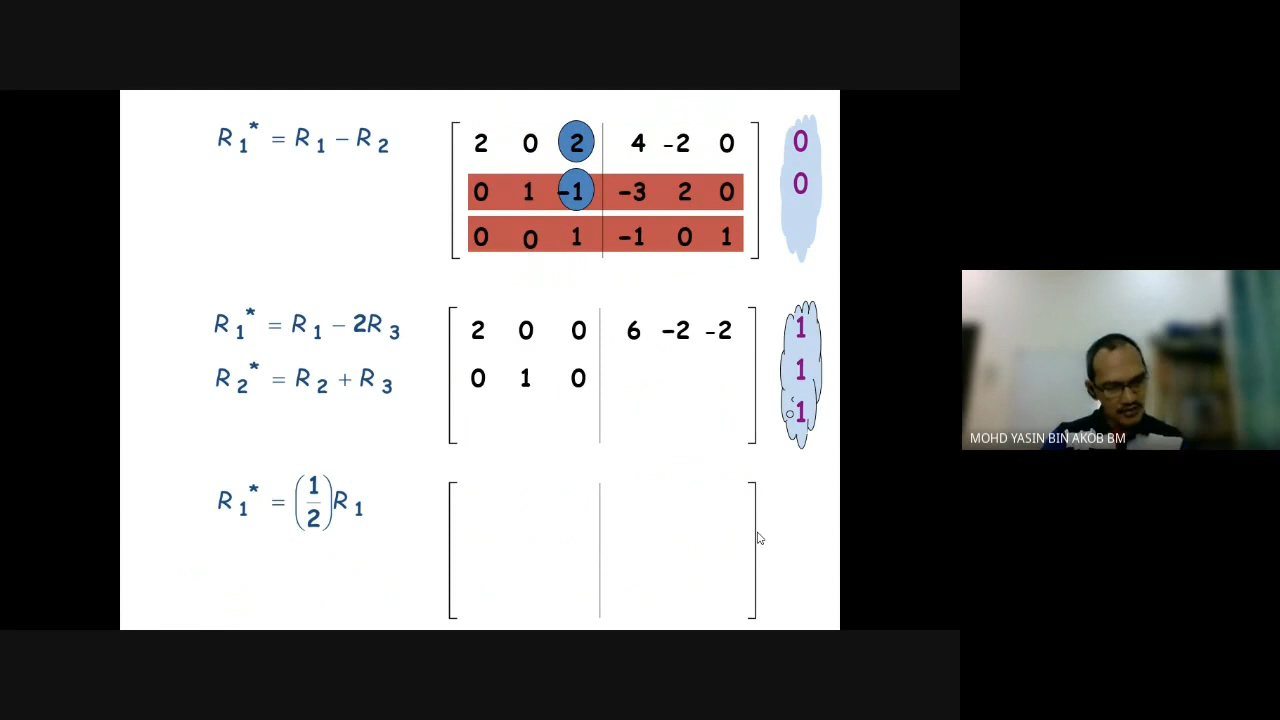 R₁* = R₁ − R₂
2 0 2 | 4 -2 0
0 1 −1 | −3 2 0
0 0 1 | −1 0 1
0
0
R₁* = R₁ − 2R₃
R₂* = R₂ + R₃
2 0 0 | 6 −2 −2
0 1 0
1
1
1
R₁* = (1/2)R₁
MOHD YASIN BIN AKOB BM